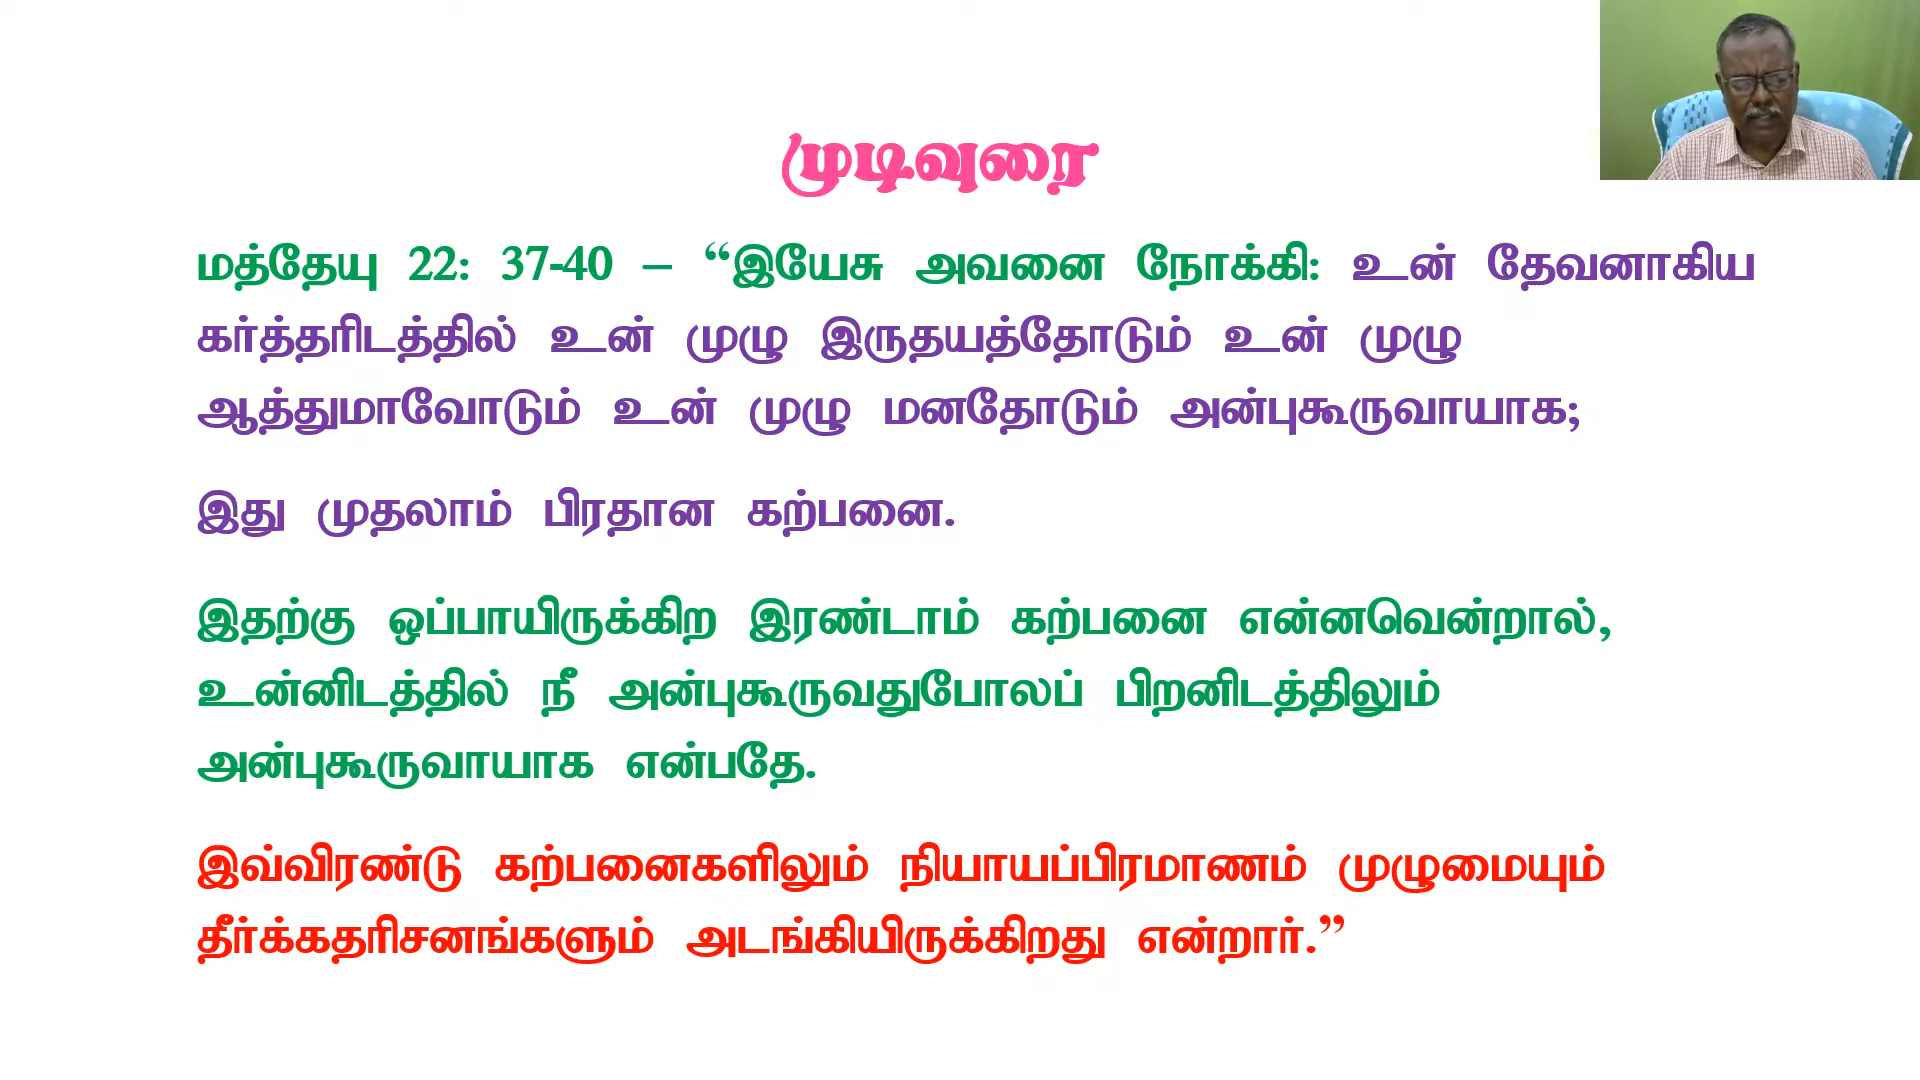 முடிவுரை
மத்தேயு 22: 37-40 – “இயேசு அவனை நோக்கி: உன் தேவனாகிய
கர்த்தரிடத்தில் உன் முழு இருதயத்தோடும் உன் முழு
ஆத்துமாவோடும் உன் முழு மனதோடும் அன்புகூருவாயாக;
இது முதலாம் பிரதான கற்பனை.
இதற்கு ஒப்பாயிருக்கிற இரண்டாம் கற்பனை என்னவென்றால்,
உன்னிடத்தில் நீ அன்புகூருவதுபோலப் பிறனிடத்திலும்
அன்புகூருவாயாக என்பதே.
இவ்விரண்டு கற்பனைகளிலும் நியாயப்பிரமாணம் முழுமையும்
தீர்க்கதரிசனங்களும் அடங்கியிருக்கிறது என்றார்.”